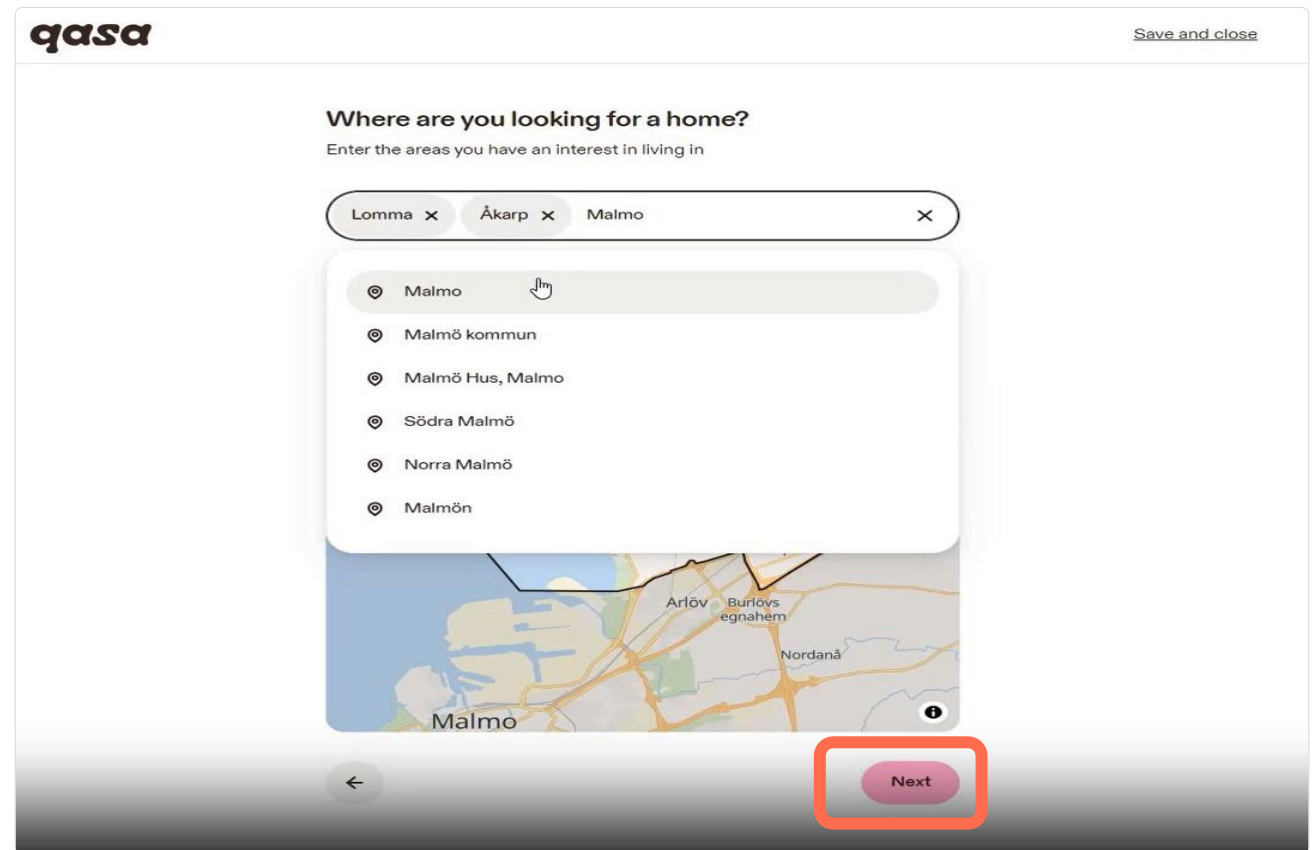 qasa
Save and close
Where are you looking for a home?
Enter the areas you have an interest in living in
Lomma × Åkarp × Malmo ×
Malmo
Malmö kommun
Malmö Hus, Malmo
Södra Malmö
Norra Malmö
Malmön
Arlöv Burlövs
egnahem
Nordanå
Malmo
Next